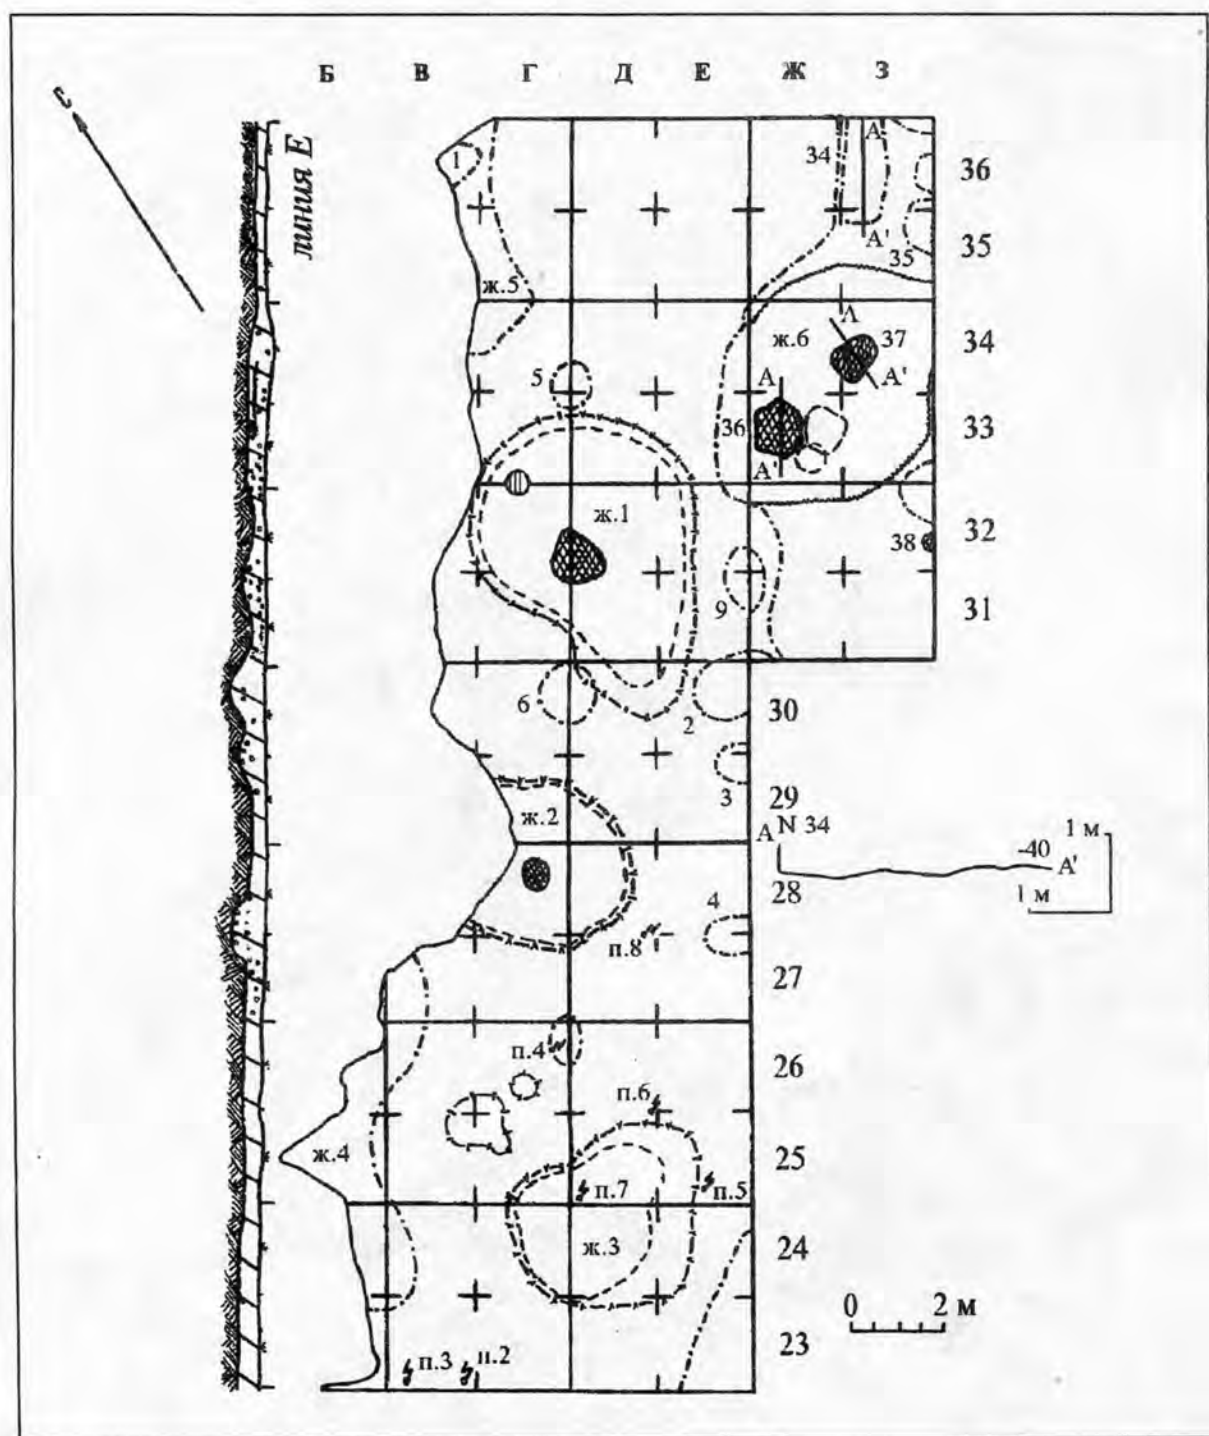 Б В Г Д Е Ж З
С
линия Е
1
34
А
36
А'
35
35
ж.5
А
34
37
ж.6
5
А
А'
36
33
А'
ж.1
32
38
9
31
6
2
30
3
29
ж.2
А N 34
1 м
-40
А'
28
1 м
4
п.8
27
п.4
26
п.6
ж.4
25
п.7
п.5
ж.3
24
0 2 м
п.3
п.2
23